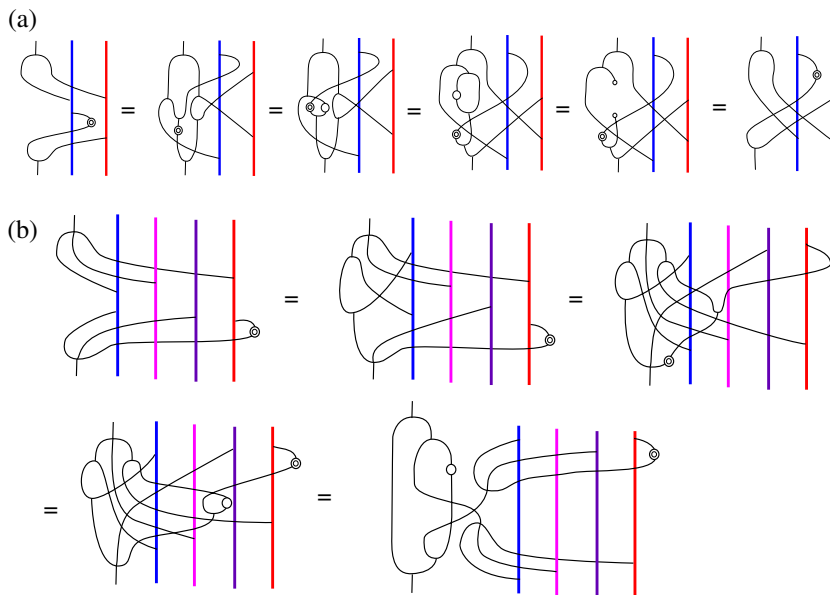 (a)
= = = = =
(b)
= =
= =